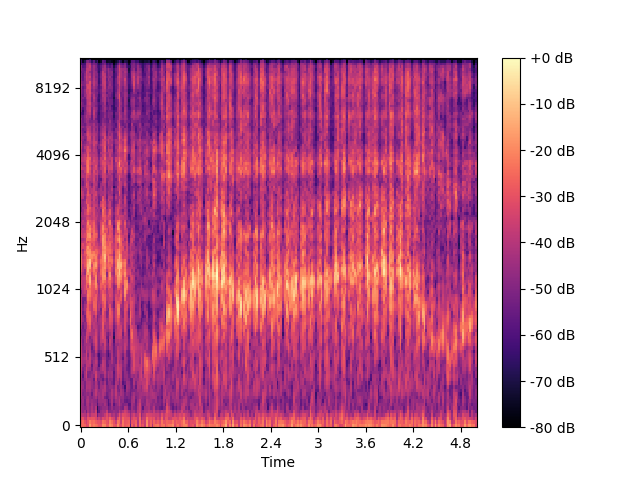 8192
4096
2048
1024
512
0
Hz
0 0.6 1.2 1.8 2.4 3 3.6 4.2 4.8
Time
+0 dB
-10 dB
-20 dB
-30 dB
-40 dB
-50 dB
-60 dB
-70 dB
-80 dB